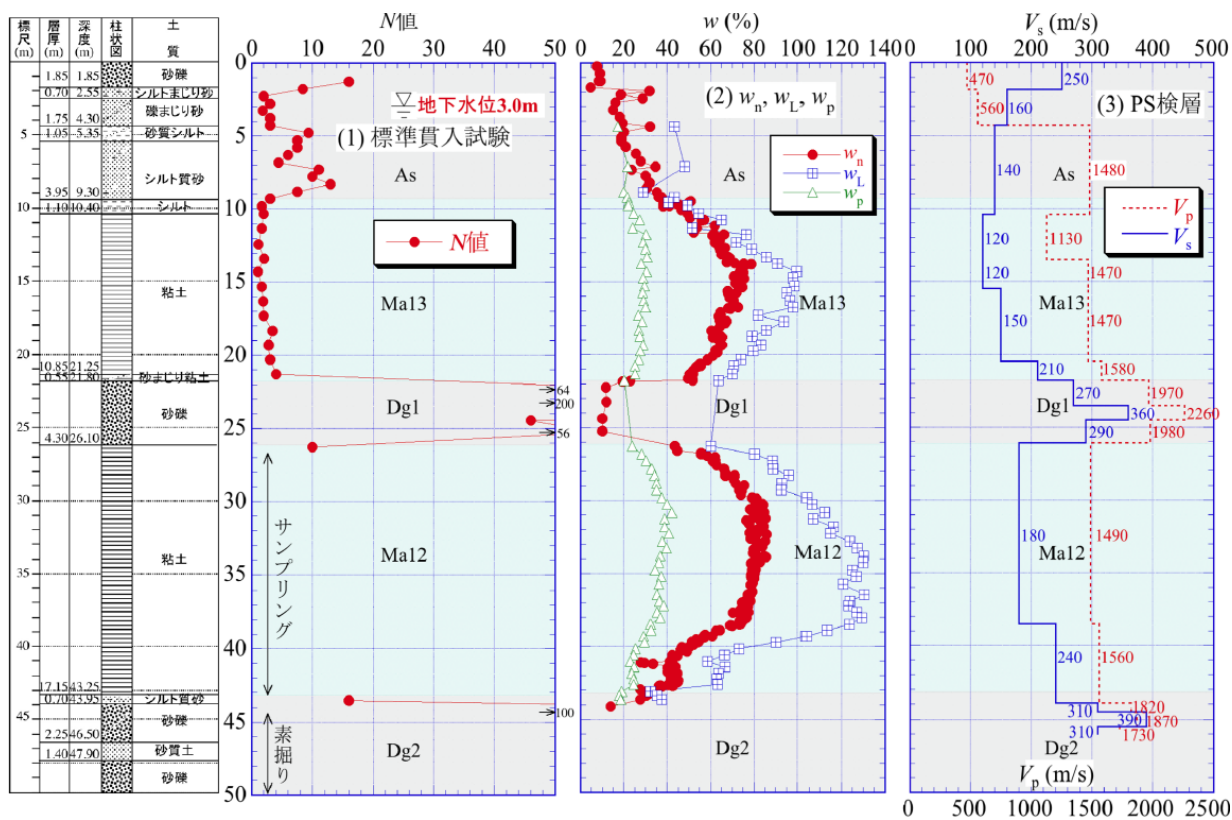 標尺 (m) 層厚 (m) 深度 (m) 柱状図 土質
1.85 1.85 砂礫
0.70 2.55 シルトまじり砂
1.75 4.30 礫まじり砂
5
1.05 5.35 砂質シルト
3.95 9.30 シルト質砂
10
1.10 10.40 シルト
15
粘土
20
10.85 21.25
0.55 21.80 砂まじり粘土
砂礫
25
4.30 26.10
30
粘土
35
40
17.15 43.25
0.70 43.95 シルト質砂
45
砂礫
2.25 46.50
1.40 47.90 砂質土
砂礫
N値
0 10 20 30 40 50
0
5
10
15
20
25
30
35
40
45
50
地下水位3.0m
(1) 標準貫入試験
As
N値
Ma13
64
200
Dg1
56
サンプリング
Ma12
100
素掘り
Dg2
w (%)
0 20 40 60 80 100 120 140
(2) wn, wL, wp
wn
wL
wp
As
Ma13
Dg1
Ma12
Dg2
Vs (m/s)
0 100 200 300 400 500
470
250
560
160
(3) PS検層
140
As
1480
Vp
Vs
120
1130
120
1470
Ma13
150
1470
210
1580
270
1970
Dg1
360
2260
290
1980
180
1490
Ma12
240
1560
310
1820
390
1870
310
1730
Dg2
Vp (m/s)
0 500 1000 1500 2000 2500